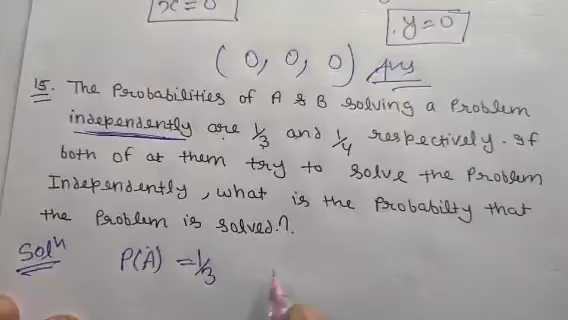 x=0
y=0
(0, 0, 0) Ans
15. The Probabilities of A & B solving a Problem
independently are 1/3 and 1/4 respectively. If
both of at them try to solve the Problem
Independently, what is the Probabilty that
the Problem is solved.?
Solⁿ P(A) = 1/3